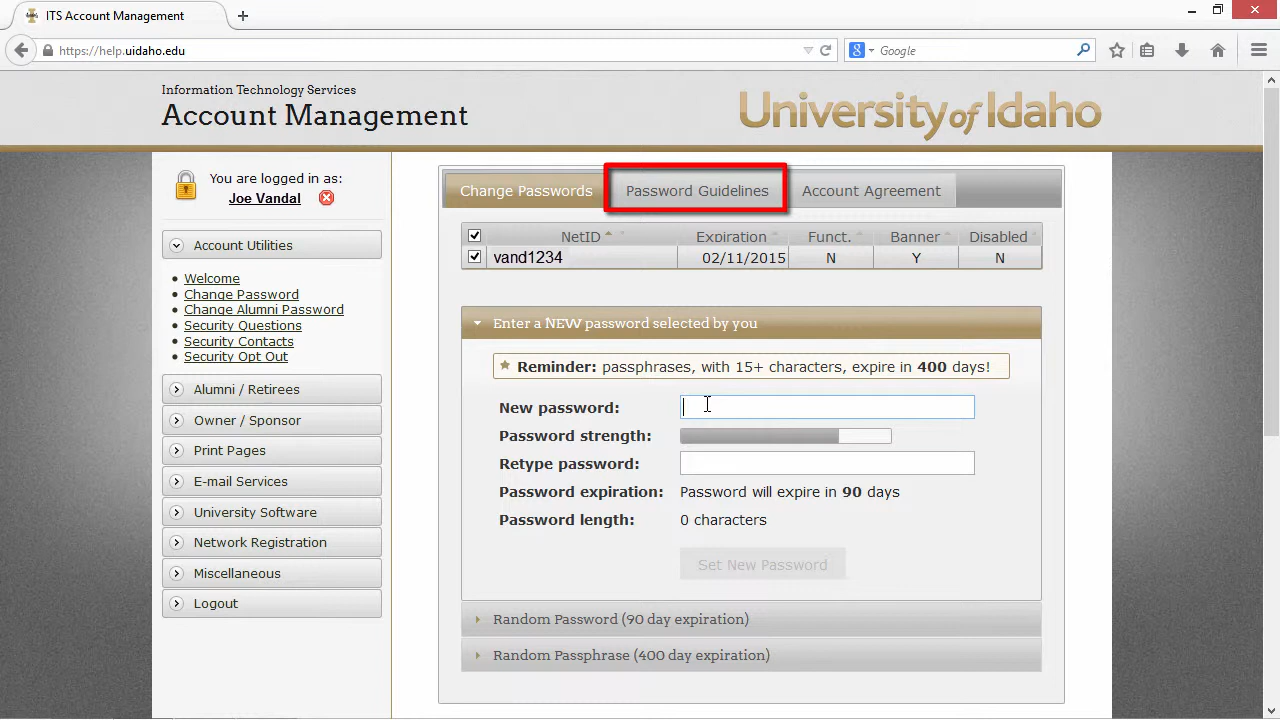 ITS Account Management
https://help.uidaho.edu
Google
Information Technology Services
Account Management
University of Idaho
You are logged in as:
Joe Vandal
Account Utilities
Welcome
Change Password
Change Alumni Password
Security Questions
Security Contacts
Security Opt Out
Alumni / Retirees
Owner / Sponsor
Print Pages
E-mail Services
University Software
Network Registration
Miscellaneous
Logout
Change Passwords Password Guidelines Account Agreement
NetID Expiration Funct. Banner Disabled
vand1234 02/11/2015 N Y N
Enter a NEW password selected by you
Reminder: passphrases, with 15+ characters, expire in 400 days!
New password:
Password strength:
Retype password:
Password expiration: Password will expire in 90 days
Password length: 0 characters
Set New Password
Random Password (90 day expiration)
Random Passphrase (400 day expiration)